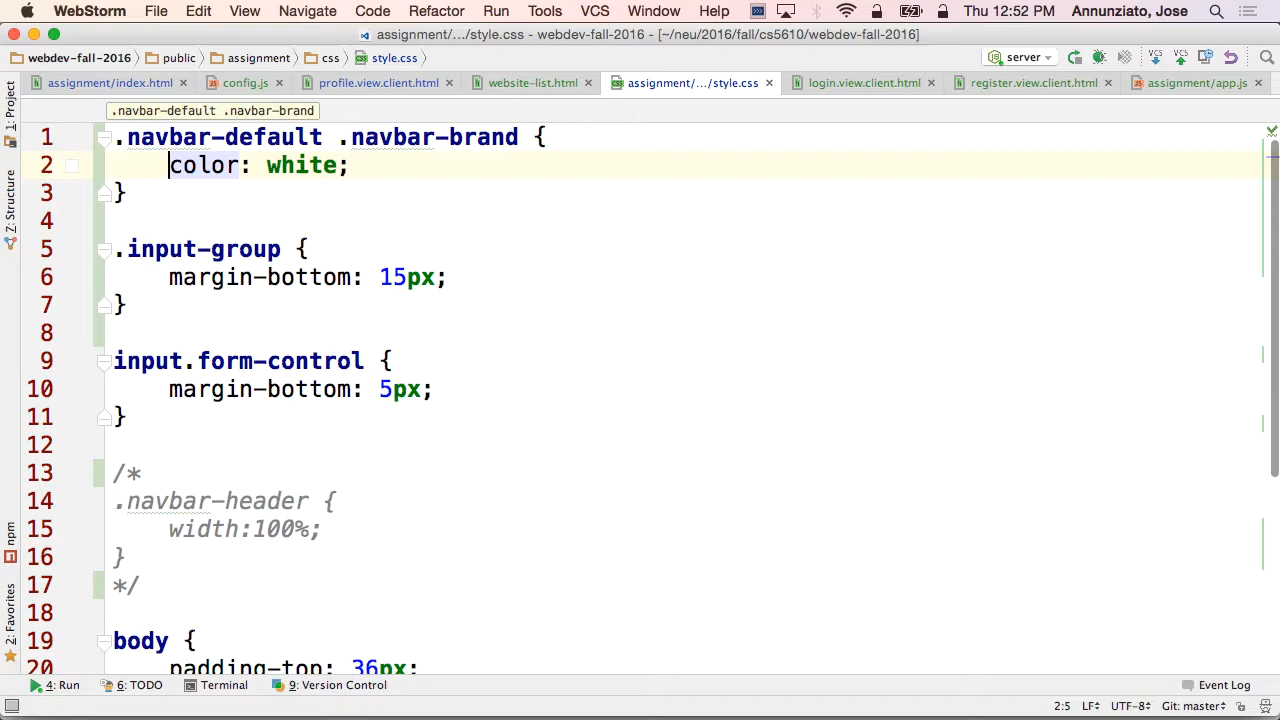 WebStorm File Edit View Navigate Code Refactor Run Tools VCS Window Help Thu 12:52 PM Annunziato, Jose
assignment/.../style.css - webdev-fall-2016 - [~/neu/2016/fall/cs5610/webdev-fall-2016]
webdev-fall-2016 public assignment css style.css server VCS VCS
assignment/index.html config.js profile.view.client.html website-list.html assignment/.../style.css login.view.client.html register.view.client.html assignment/app.js
1: Project
Z: Structure
npm
2: Favorites
.navbar-default .navbar-brand
1 .navbar-default .navbar-brand {
2 color: white;
3 }
4
5 .input-group {
6 margin-bottom: 15px;
7 }
8
9 input.form-control {
10 margin-bottom: 5px;
11 }
12
13 /*
14 .navbar-header {
15 width:100%;
16 }
17 */
18
19 body {
20 padding-top: 36px;
4: Run 6: TODO Terminal 9: Version Control Event Log
2:5 LF UTF-8 Git: master